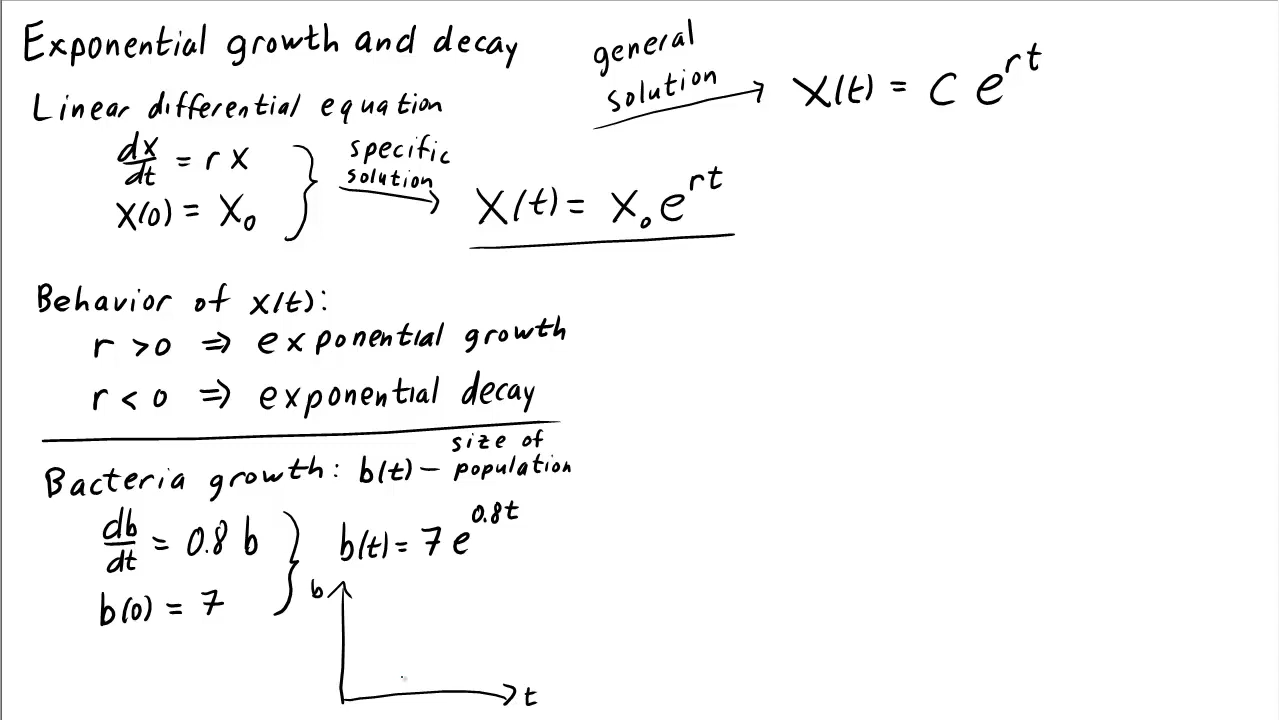 Exponential growth and decay
general solution → X(t) = C e^{rt}
Linear differential equation
dx/dt = r x
x(0) = x₀
specific solution → X(t) = x₀ e^{rt}
Behavior of x(t):
r > 0 ⇒ exponential growth
r < 0 ⇒ exponential decay
Bacteria growth: b(t) – size of population
db/dt = 0.8 b
b(0) = 7
b(t) = 7 e^{0.8t}
b
t